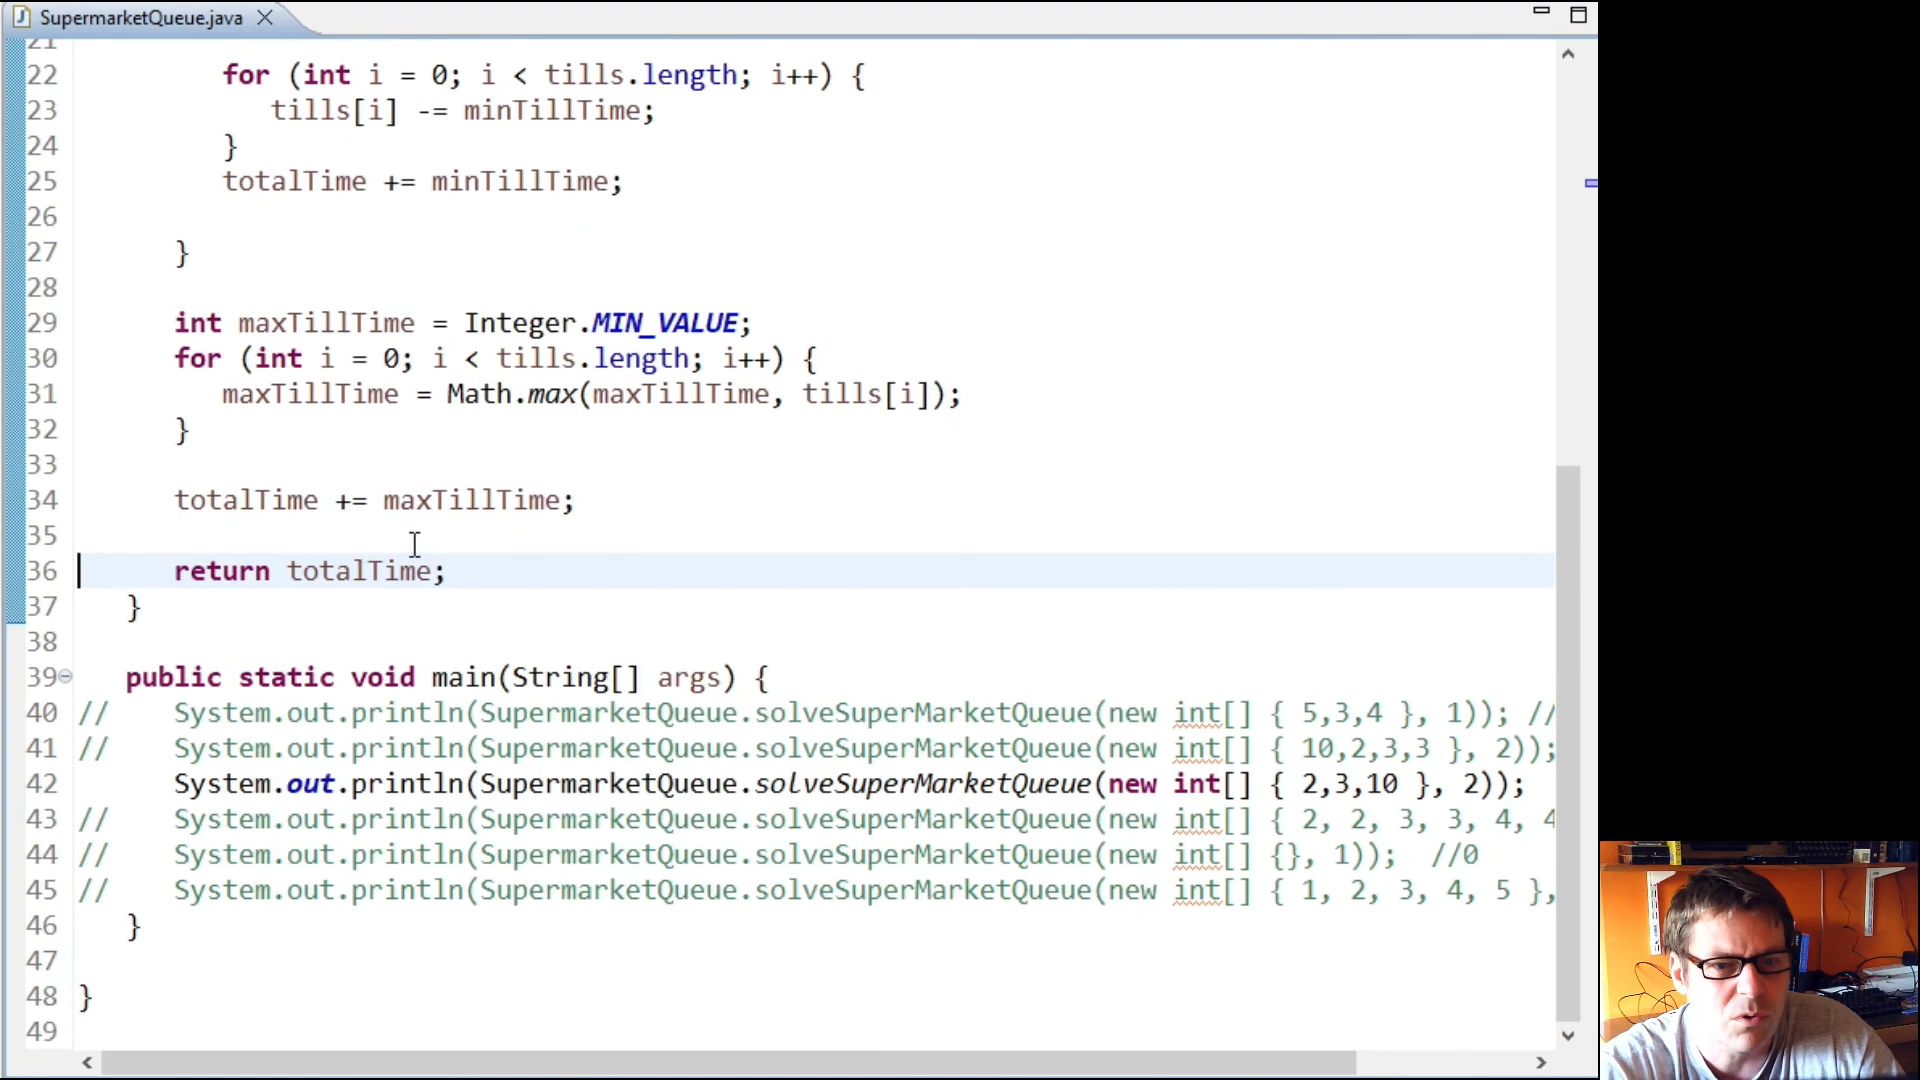 SupermarketQueue.java
21
22 for (int i = 0; i < tills.length; i++) {
23 tills[i] -= minTillTime;
24 }
25 totalTime += minTillTime;
26
27 }
28
29 int maxTillTime = Integer.MIN_VALUE;
30 for (int i = 0; i < tills.length; i++) {
31 maxTillTime = Math.max(maxTillTime, tills[i]);
32 }
33
34 totalTime += maxTillTime;
35
36 return totalTime;
37 }
38
39 public static void main(String[] args) {
40 // System.out.println(SupermarketQueue.solveSuperMarketQueue(new int[] { 5,3,4 }, 1)); //
41 // System.out.println(SupermarketQueue.solveSuperMarketQueue(new int[] { 10,2,3,3 }, 2));
42 System.out.println(SupermarketQueue.solveSuperMarketQueue(new int[] { 2,3,10 }, 2));
43 // System.out.println(SupermarketQueue.solveSuperMarketQueue(new int[] { 2, 2, 3, 3, 4, 4
44 // System.out.println(SupermarketQueue.solveSuperMarketQueue(new int[] {}, 1)); //0
45 // System.out.println(SupermarketQueue.solveSuperMarketQueue(new int[] { 1, 2, 3, 4, 5 },
46 }
47
48 }
49